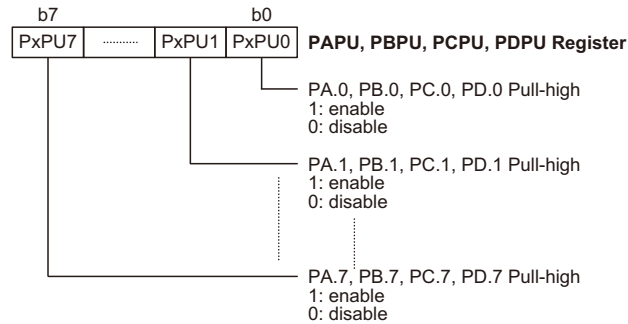 b7 b0
PxPU7 PxPU1 PxPU0 PAPU, PBPU, PCPU, PDPU Register
PA.0, PB.0, PC.0, PD.0 Pull-high
1: enable
0: disable
PA.1, PB.1, PC.1, PD.1 Pull-high
1: enable
0: disable
PA.7, PB.7, PC.7, PD.7 Pull-high
1: enable
0: disable